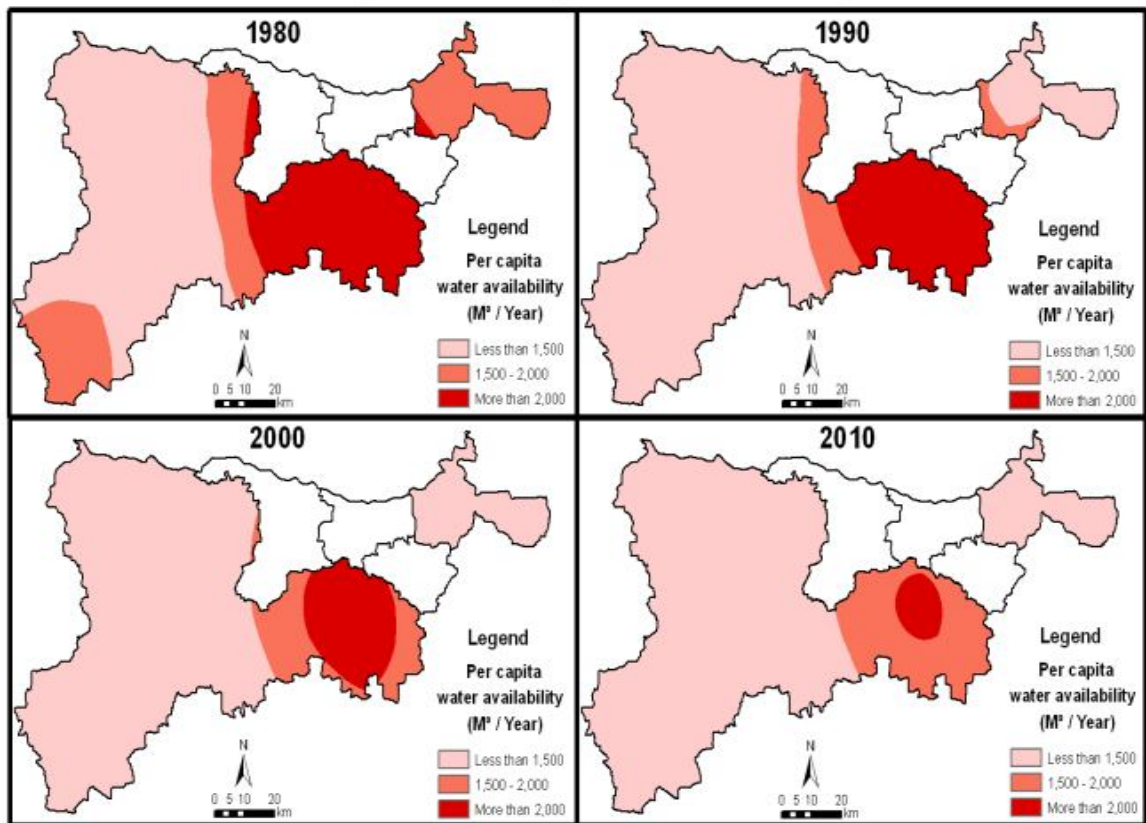 1980
Legend
Per capita
water availability
(M³ / Year)
N
0 5 10 20
km
Less than 1,500
1,500 - 2,000
More than 2,000
1990
Legend
Per capita
water availability
(M³ / Year)
N
0 5 10 20
km
Less than 1,500
1,500 - 2,000
More than 2,000
2000
Legend
Per capita
water availability
(M³ / Year)
N
0 5 10 20
km
Less than 1,500
1,500 - 2,000
More than 2,000
2010
Legend
Per capita
water availability
(M³ / Year)
N
0 5 10 20
km
Less than 1,500
1,500 - 2,000
More than 2,000